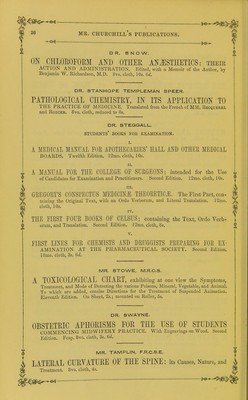 26
MR. CHURCHILL'S PUBLICATIONS.
DR. SNOW.
ON CHLOROFORM AND OTHER ANÆSTHETICS: THEIR
ACTION AND ADMINISTRATION. Edited, with a Memoir of the Author, by
Benjamin W. Richardson, M.D. 8vo. cloth, 10s. 6d.
DR. STANHOPE TEMPLEMAN SPEER.
PATHOLOGICAL CHEMISTRY, IN ITS APPLICATION TO
THE PRACTICE OF MEDICINE. Translated from the French of MM. Becquerel
and Rodier. 8vo. cloth, reduced to 8s.
DR. STEGGALL.
STUDENTS' BOOKS FOR EXAMINATION.
I.
A MEDICAL MANUAL FOR APOTHECARIES' HALL AND OTHER MEDICAL
BOARDS. Twelfth Edition. 12mo. cloth, 10s.
II.
A MANUAL FOR THE COLLEGE OF SURGEONS; intended for the Use
of Candidates for Examination and Practitioners. Second Edition. 12mo. cloth, 10s.
III.
GREGORY'S CONSPECTUS MEDICINÆ THEORETICÆ. The First Part, con-
taining the Original Text, with an Ordo Verborum, and Literal Translation. 12mo.
cloth, 10s.
IV.
THE FIRST FOUR BOOKS OF CELSUS; containing the Text, Ordo Verb-
orum, and Translation. Second Edition. 12mo. cloth, 8s.
V.
FIRST LINES FOR CHEMISTS AND DRUGGISTS PREPARING FOR EX-
AMINATION AT THE PHARMACEUTICAL SOCIETY. Second Edition.
18mo. cloth, 3s. 6d.
MR. STOWE, M.R.C.S.
A TOXICOLOGICAL CHART, exhibiting at one view the Symptoms,
Treatment, and Mode of Detecting the various Poisons, Mineral, Vegetable, and Animal.
To which are added, concise Directions for the Treatment of Suspended Animation.
Eleventh Edition. On Sheet, 2s.; mounted on Roller, 5s.
DR. SWAYNE.
OBSTETRIC APHORISMS FOR THE USE OF STUDENTS
COMMENCING MIDWIFERY PRACTICE. With Engravings on Wood. Second
Edition. Fcap. 8vo. cloth, 3s. 6d.
MR. TAMPLIN, F.R.C.S.E.
LATERAL CURVATURE OF THE SPINE: its Causes, Nature, and
Treatment. 8vo. cloth, 4s.